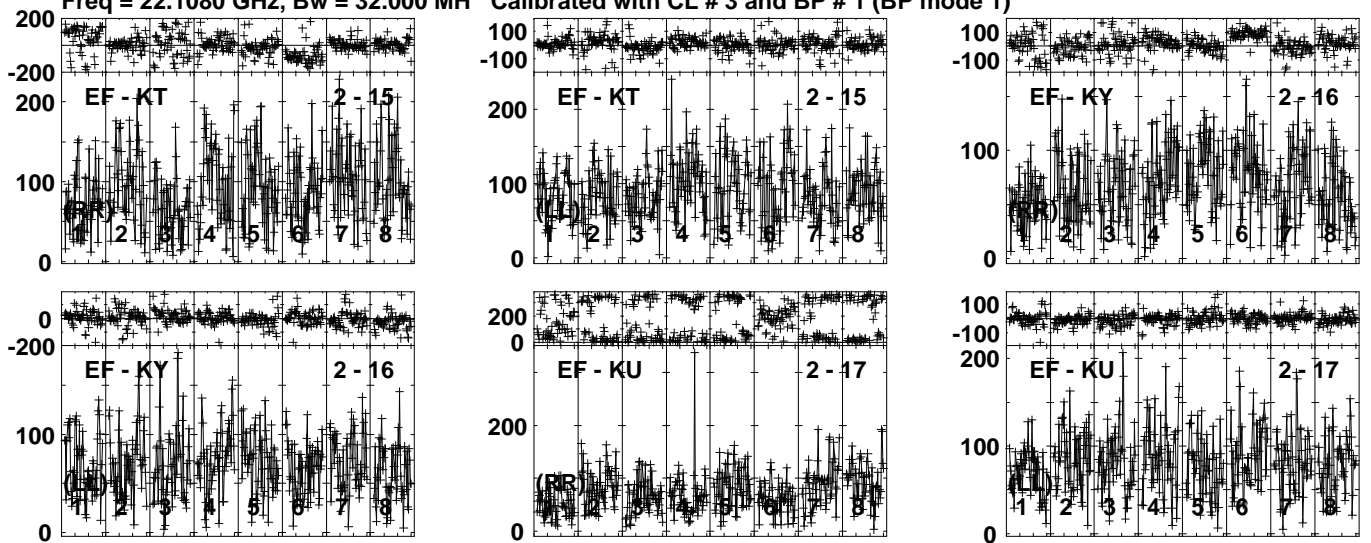 Freq = 22.1080 GHz, Bw = 32.000 MH Calibrated with CL # 3 and BP # 1 (BP mode 1)
200
-200
EF - KT 2 - 15
200
100
0
(RR)
1 2 3 4 5 6 7 8
100
-100
EF - KT 2 - 15
200
100
0
(LL)
1 2 3 4 5 6 7 8
100
-100
EF - KY 2 - 16
100
0
(RR)
1 2 3 4 5 6 7 8
0
-200
EF - KY 2 - 16
100
0
(LL)
1 2 3 4 5 6 7 8
200
0
EF - KU 2 - 17
200
0
(RR)
1 2 3 4 5 6 7 8
100
-100
EF - KU 2 - 17
200
100
0
(LL)
1 2 3 4 5 6 7 8